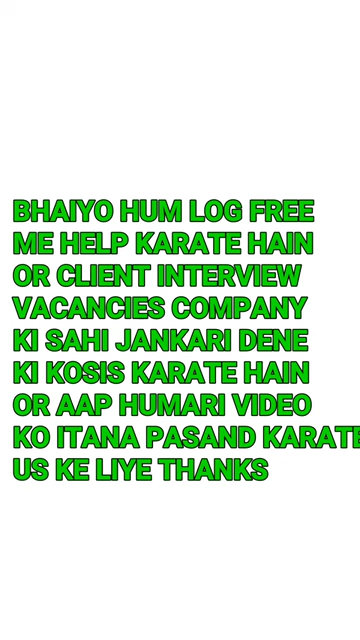 BHAIYO HUM LOG FREE
ME HELP KARATE HAIN
OR CLIENT INTERVIEW
VACANCIES COMPANY
KI SAHI JANKARI DENE
KI KOSIS KARATE HAIN
OR AAP HUMARI VIDEO
KO ITANA PASAND KARATE
US KE LIYE THANKS